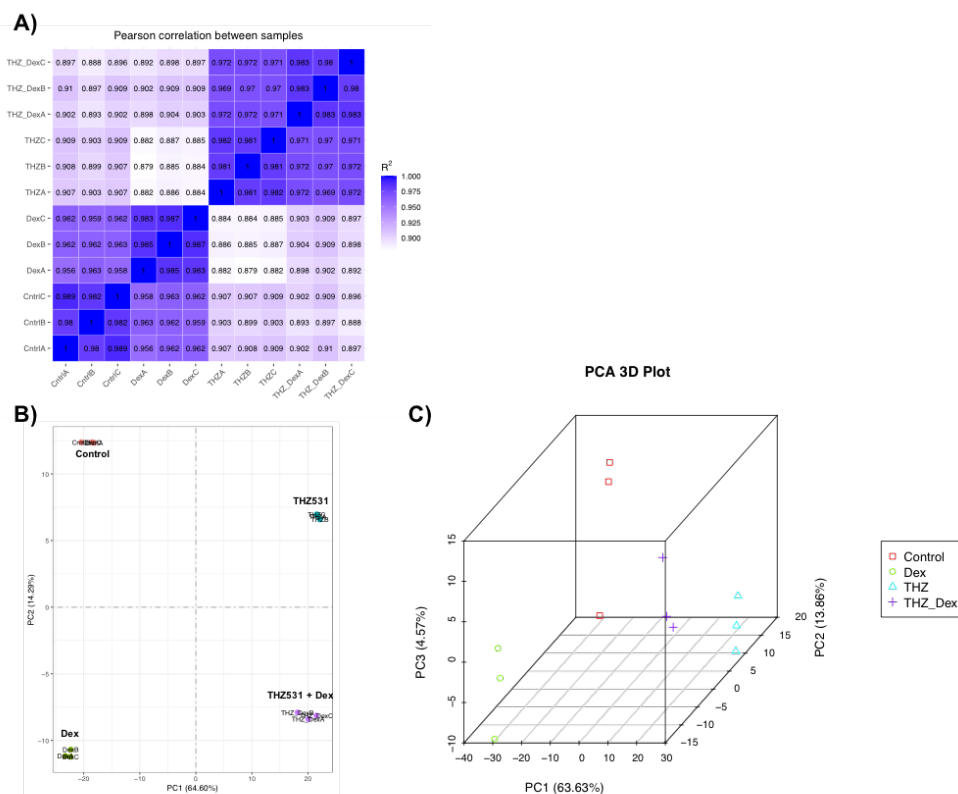 A)
Pearson correlation between samples
THZ_DexC 0.897 0.888 0.896 0.892 0.898 0.897 0.972 0.972 0.971 0.983 0.98 1
THZ_DexB 0.91 0.897 0.909 0.902 0.909 0.909 0.969 0.97 0.97 0.983 1 0.98
THZ_DexA 0.902 0.893 0.902 0.898 0.904 0.903 0.972 0.972 0.971 1 0.983 0.983
THZC 0.909 0.903 0.909 0.882 0.887 0.885 0.982 0.981 1 0.971 0.97 0.971
THZB 0.908 0.899 0.907 0.879 0.885 0.884 0.981 1 0.981 0.972 0.97 0.972
THZA 0.907 0.903 0.907 0.882 0.886 0.884 1 0.981 0.982 0.972 0.969 0.972
DexC 0.962 0.959 0.962 0.983 0.987 1 0.884 0.884 0.885 0.903 0.909 0.897
DexB 0.962 0.962 0.963 0.985 1 0.987 0.886 0.885 0.887 0.904 0.909 0.898
DexA 0.956 0.963 0.958 1 0.985 0.983 0.882 0.879 0.882 0.898 0.902 0.892
CntrlC 0.989 0.982 1 0.958 0.963 0.962 0.907 0.907 0.909 0.902 0.909 0.896
CntrlB 0.98 1 0.982 0.963 0.962 0.959 0.903 0.899 0.903 0.893 0.897 0.888
CntrlA 1 0.98 0.989 0.956 0.962 0.962 0.907 0.908 0.909 0.902 0.91 0.897
CntrlA CntrlB CntrlC DexA DexB DexC THZA THZB THZC THZ_DexA THZ_DexB THZ_DexC
R²
1.000
0.975
0.950
0.925
0.900
B)
Control
THZ531
THZB
THZ531 + Dex
THZ_DexA
Dex
DexB
10
5
0
−5
−10
PC2 (14.29%)
−20 −10 0 10 20
PC1 (64.60%)
C)
PCA 3D Plot
15
10
5
0
−5
−10
PC3 (4.57%)
−40 −30 −20 −10 0 10 20 30
PC1 (63.63%)
20
15
10
5
0
−5
−10
−15
PC2 (13.86%)
Control
Dex
THZ
THZ_Dex